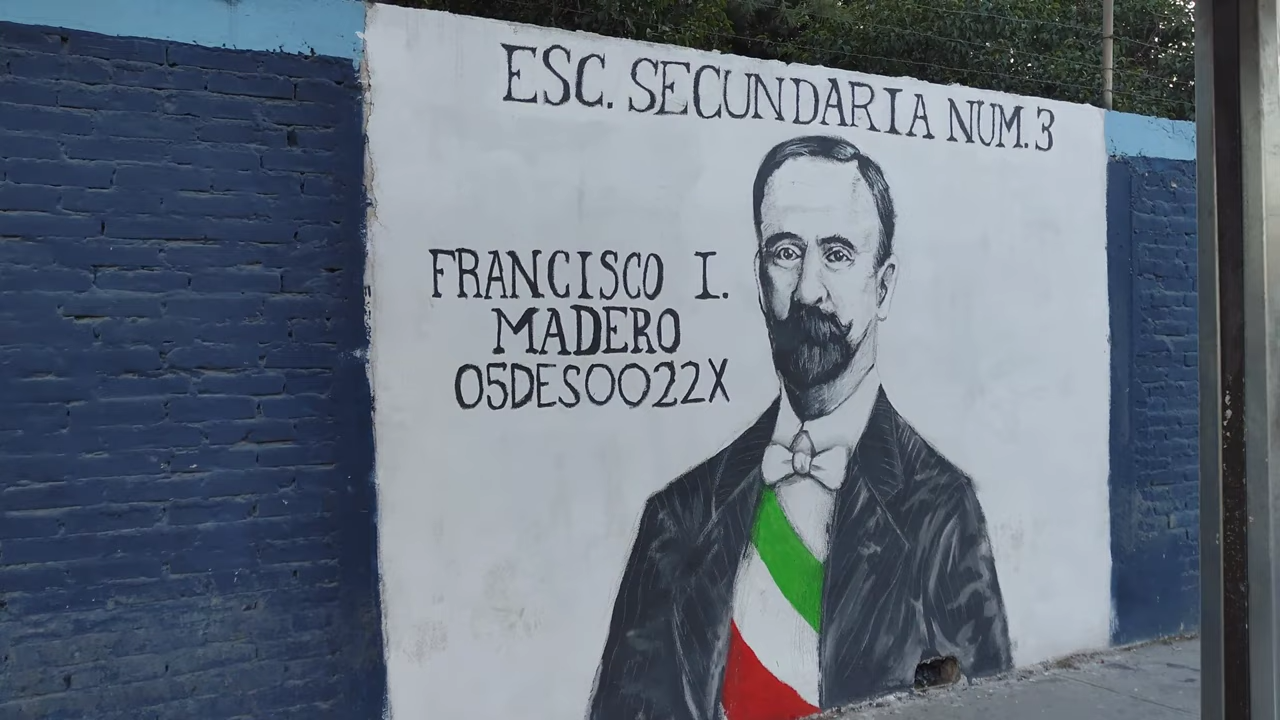 ESC. SECUNDARIA NUM. 3
FRANCISCO I.
MADERO
05DES0022X